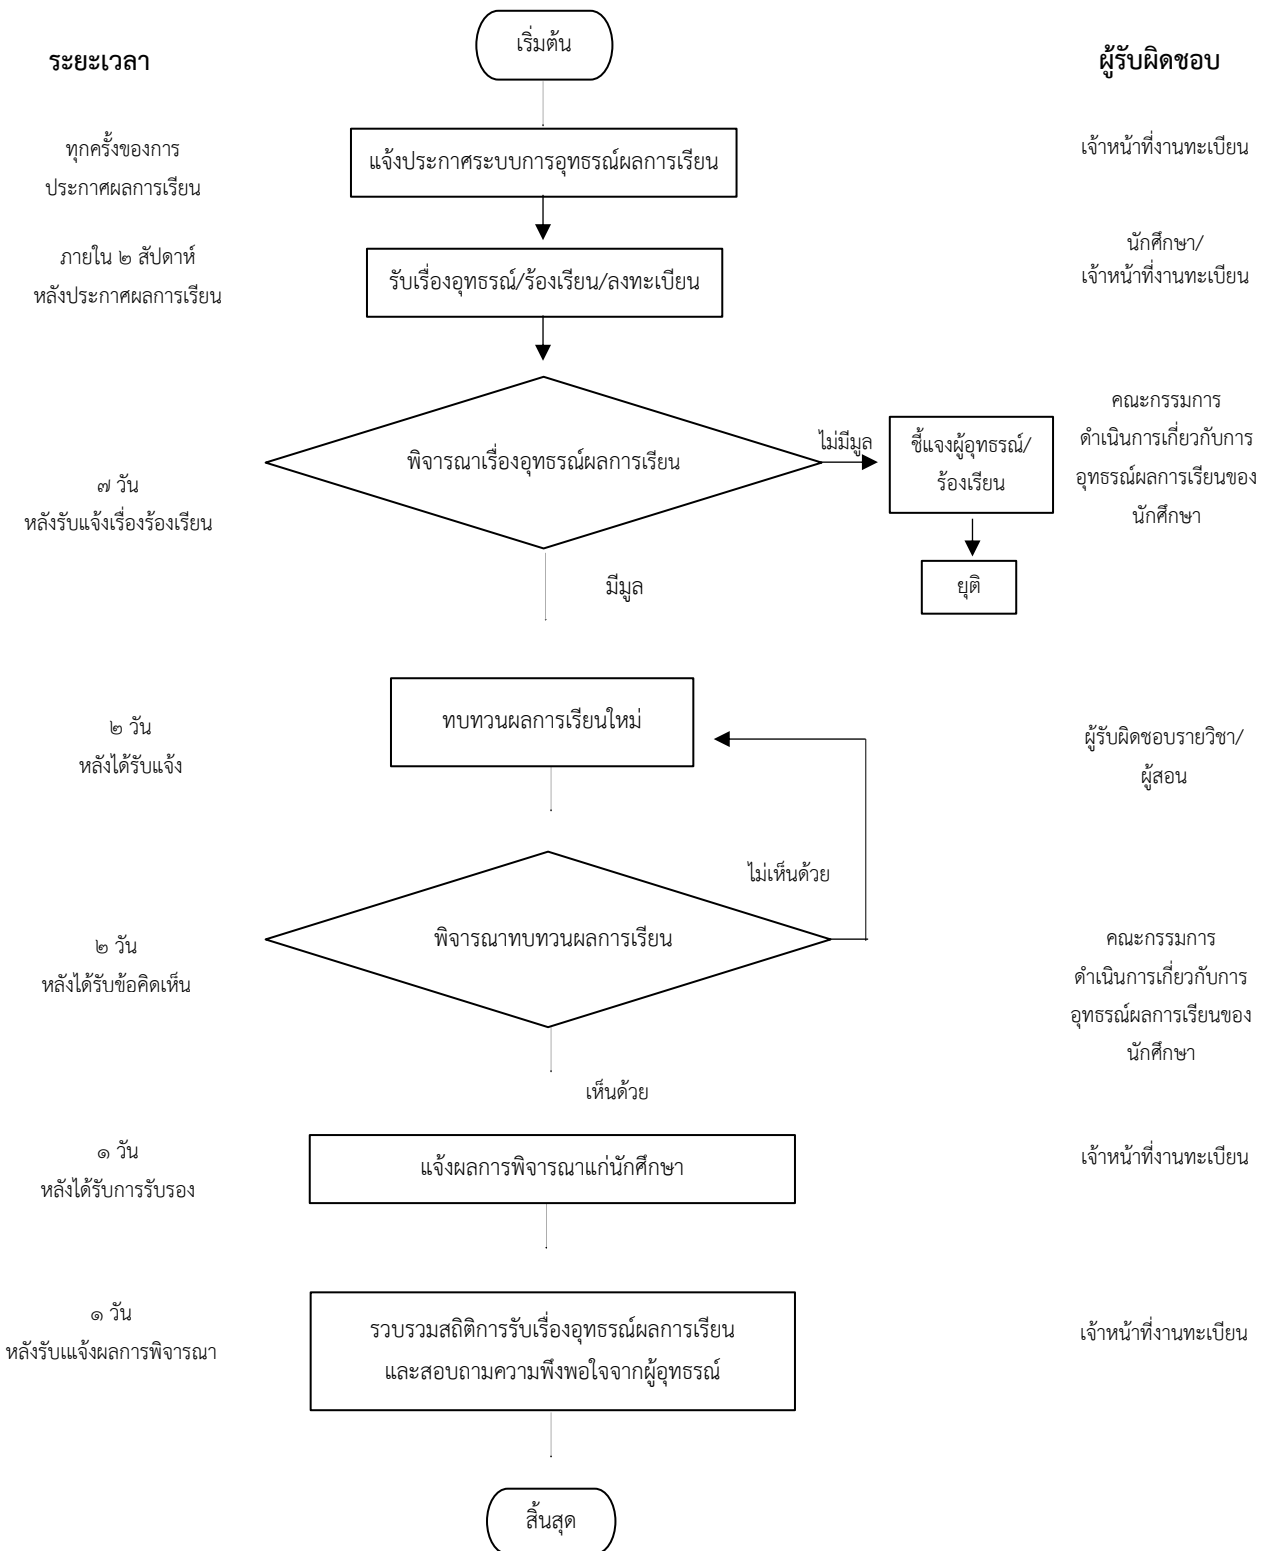 เริ่มต้น
ระยะเวลา
ผู้รับผิดชอบ
ทุกครั้งของการ
ประกาศผลการเรียน
แจ้งประกาศระบบการอุทธรณ์ผลการเรียน
เจ้าหน้าที่งานทะเบียน
ภายใน ๒ สัปดาห์
หลังประกาศผลการเรียน
รับเรื่องอุทธรณ์/ร้องเรียน/ลงทะเบียน
นักศึกษา/
เจ้าหน้าที่งานทะเบียน
๗ วัน
หลังรับแจ้งเรื่องร้องเรียน
พิจารณาเรื่องอุทธรณ์ผลการเรียน
ไม่มีมูล
ชี้แจงผู้อุทธรณ์/
ร้องเรียน
ยุติ
คณะกรรมการ
ดำเนินการเกี่ยวกับการ
อุทธรณ์ผลการเรียนของ
นักศึกษา
มีมูล
๒ วัน
หลังได้รับแจ้ง
ทบทวนผลการเรียนใหม่
ผู้รับผิดชอบรายวิชา/
ผู้สอน
ไม่เห็นด้วย
๒ วัน
หลังได้รับข้อคิดเห็น
พิจารณาทบทวนผลการเรียน
คณะกรรมการ
ดำเนินการเกี่ยวกับการ
อุทธรณ์ผลการเรียนของ
นักศึกษา
เห็นด้วย
๑ วัน
หลังได้รับการรับรอง
แจ้งผลการพิจารณาแก่นักศึกษา
เจ้าหน้าที่งานทะเบียน
๑ วัน
หลังรับแแจ้งผลการพิจารณา
รวบรวมสถิติการรับเรื่องอุทธรณ์ผลการเรียน
และสอบถามความพึงพอใจจากผู้อุทธรณ์
เจ้าหน้าที่งานทะเบียน
สิ้นสุด